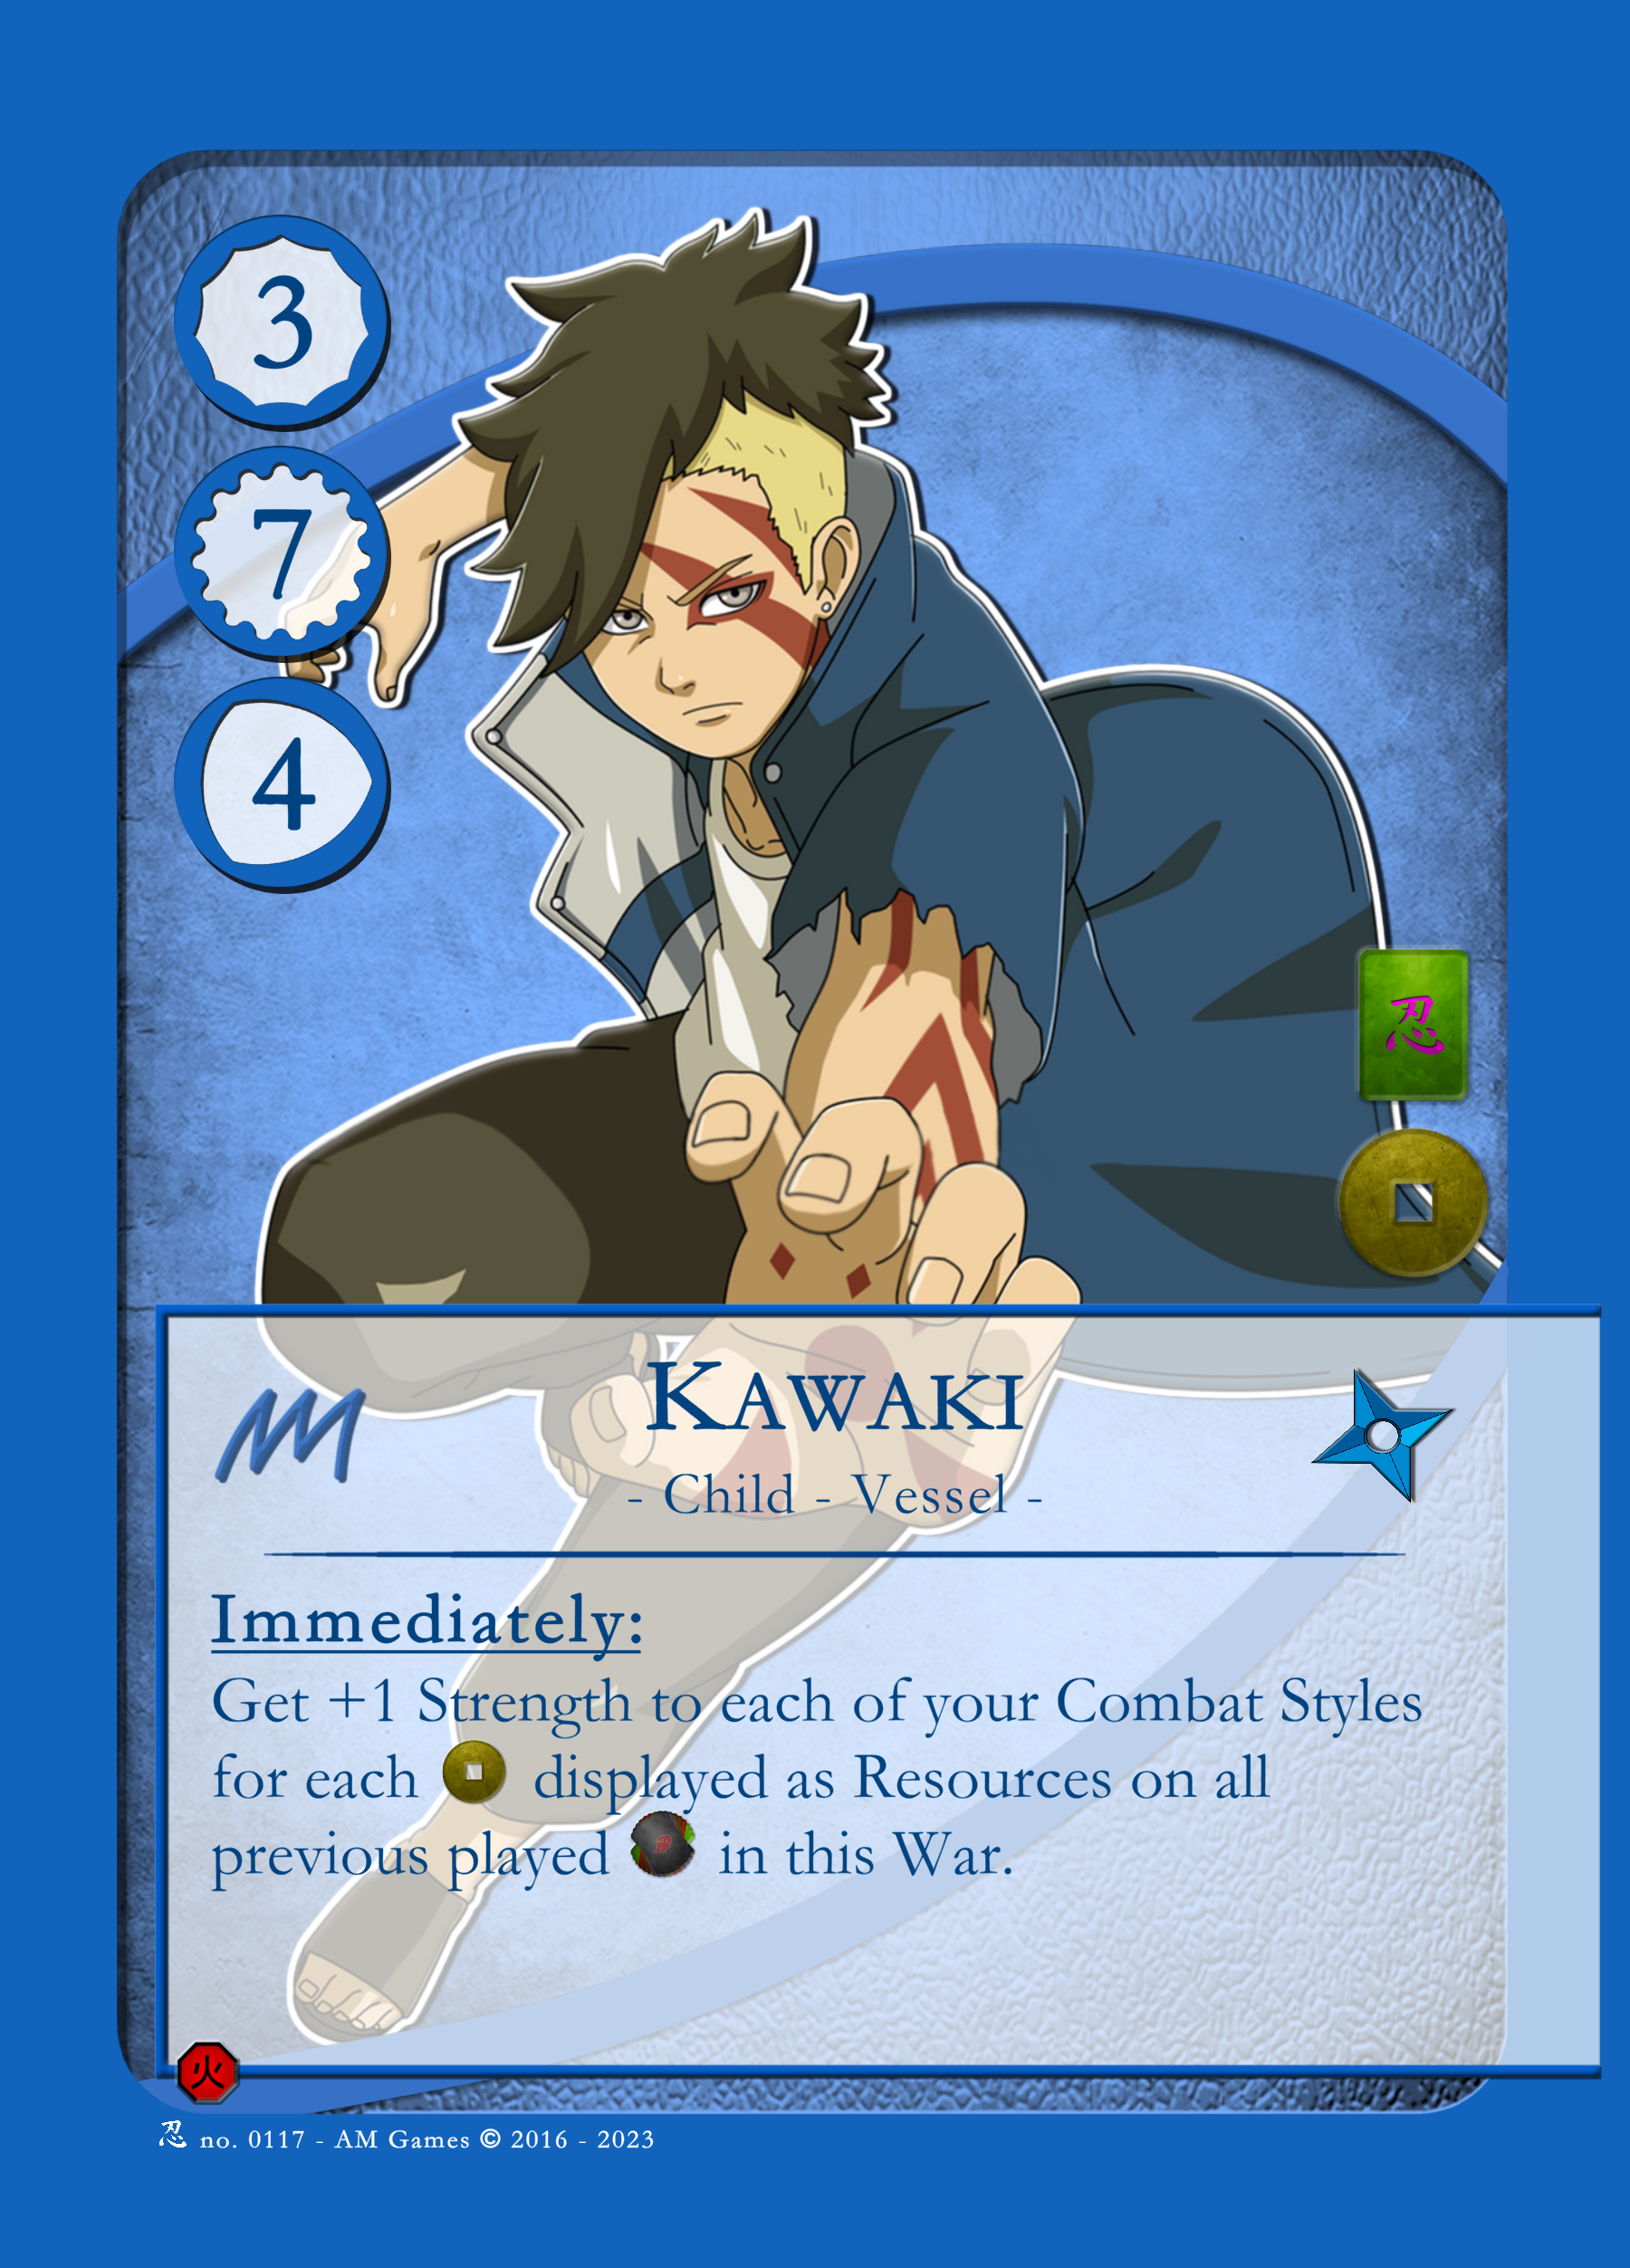 3
7
4
忍
Kawaki
- Child - Vessel -
Immediately:
Get +1 Strength to each of your Combat Styles
for each displayed as Resources on all
previous played in this War.
火
忍 no. 0117 - AM Games © 2016 - 2023